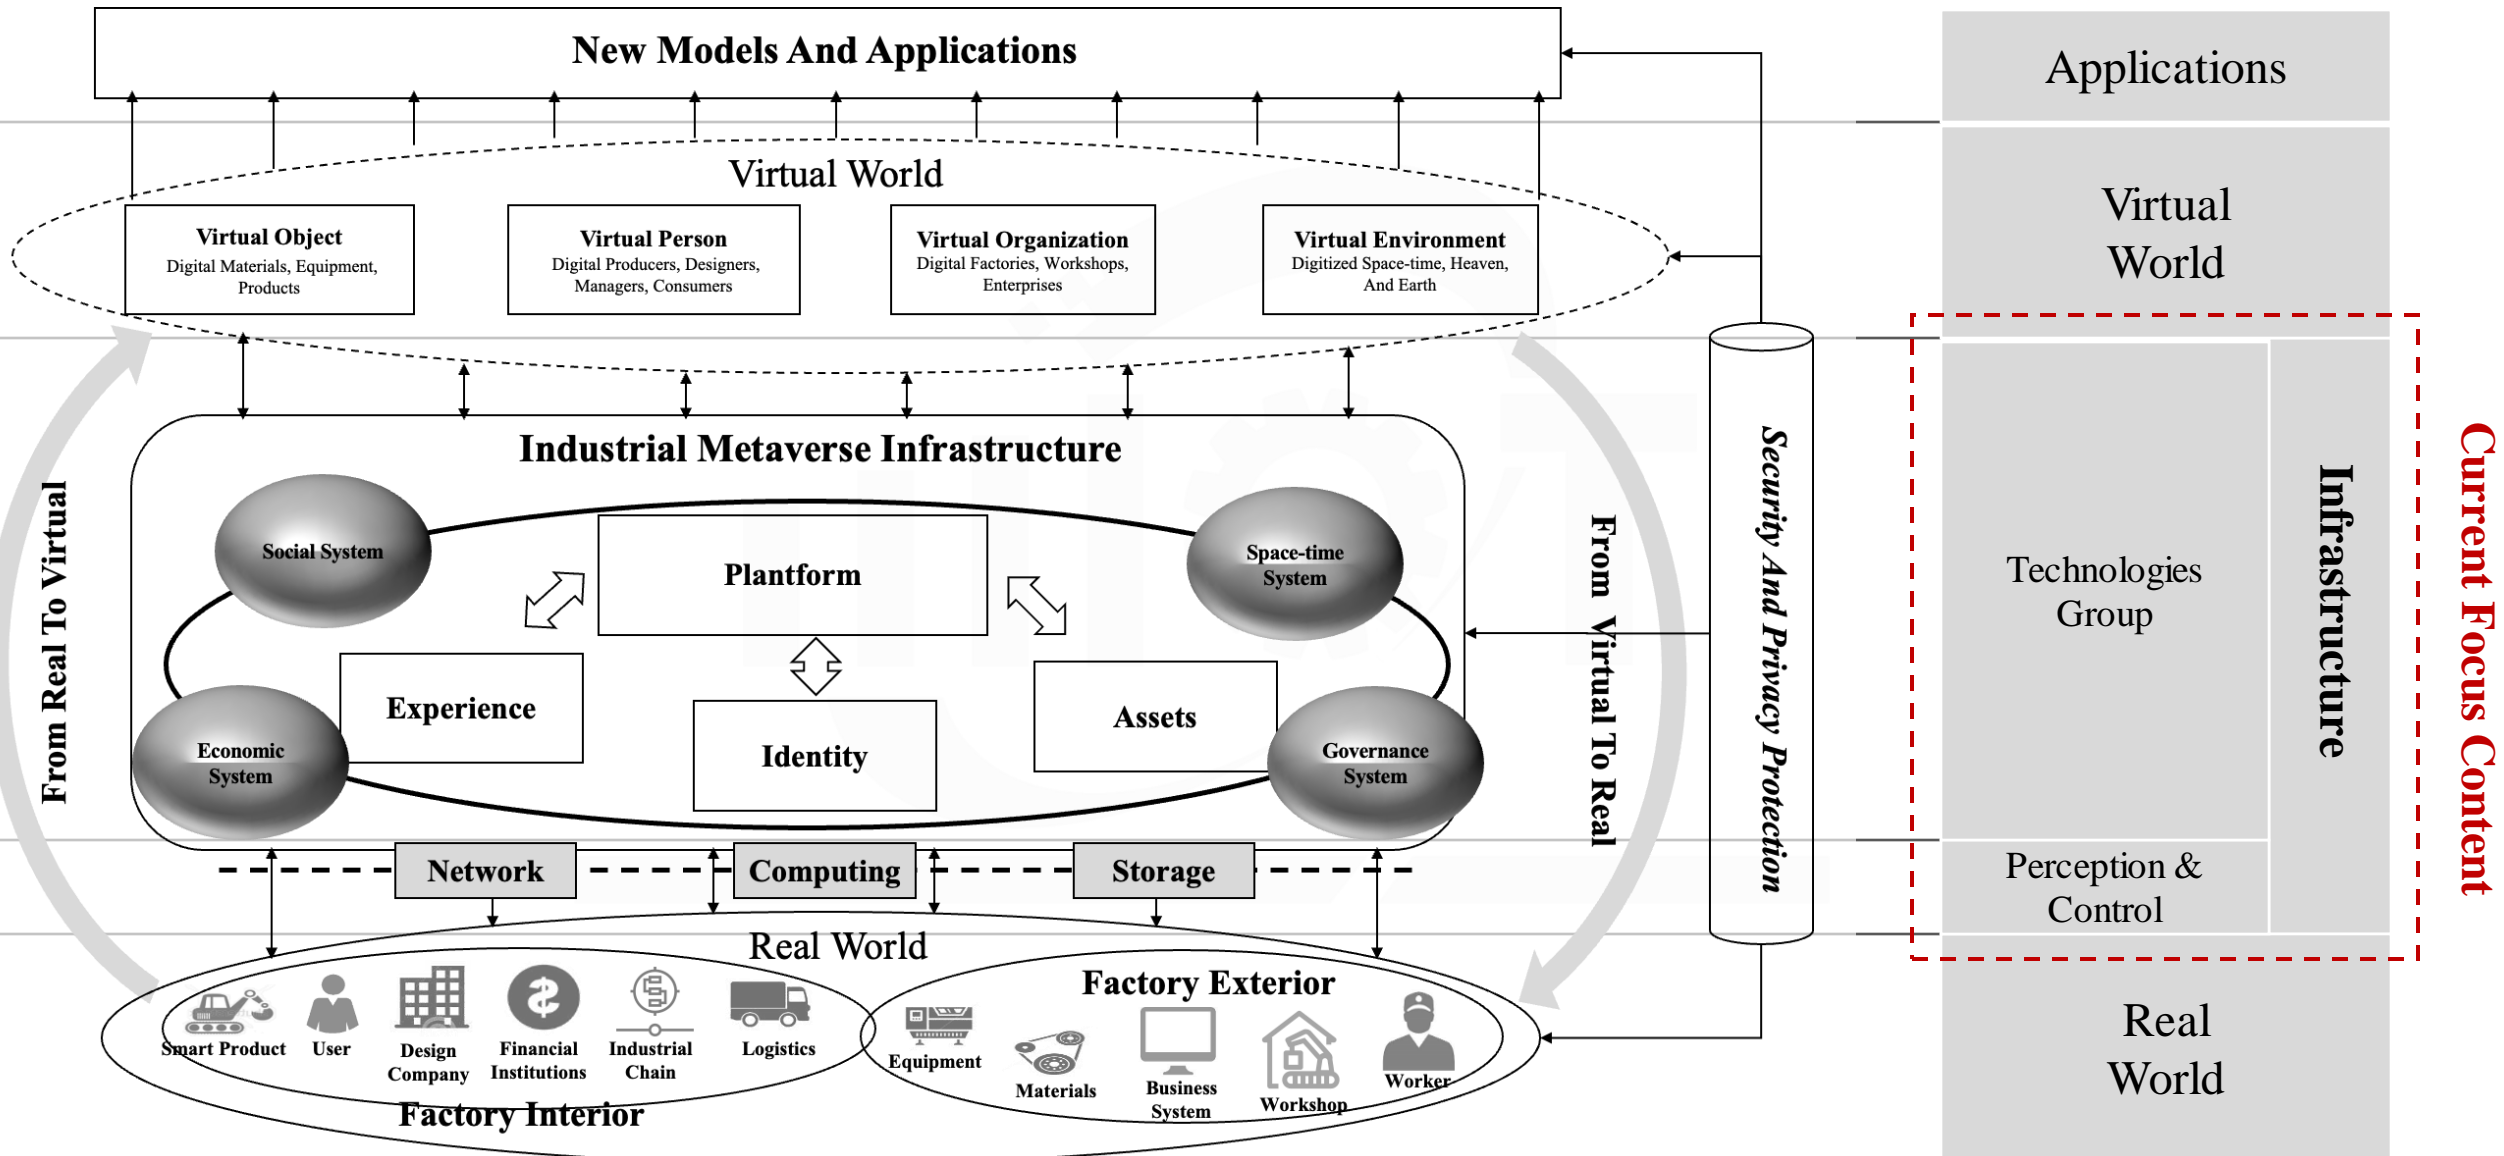 New Models And Applications
Applications
Virtual World
Virtual Object
Digital Materials, Equipment,
Products
Virtual Person
Digital Producers, Designers,
Managers, Consumers
Virtual Organization
Digital Factories, Workshops,
Enterprises
Virtual Environment
Digitized Space-time, Heaven,
And Earth
Virtual
World
From Real To Virtual
Industrial Metaverse Infrastructure
Social System
Space-time
System
Plantform
Experience
Identity
Assets
Economic
System
Governance
System
From Virtual To Real
Security And Privacy Protection
Technologies
Group
Infrastructure
Current Focus Content
Network
Computing
Storage
Perception &
Control
Real World
Smart Product
User
Design
Company
Financial
Institutions
Industrial
Chain
Logistics
Factory Interior
Factory Exterior
Equipment
Materials
Business
System
Workshop
Worker
Real
World